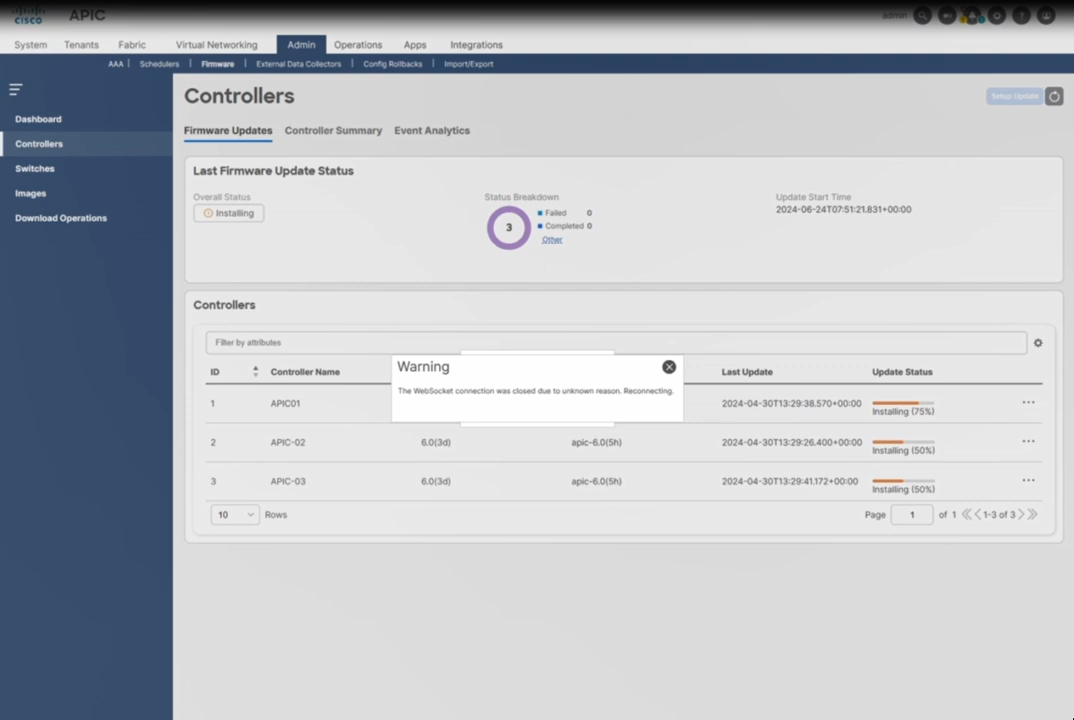 CISCO APIC admin
System Tenants Fabric Virtual Networking Admin Operations Apps Integrations
AAA | Schedulers | Firmware | External Data Collectors | Config Rollbacks | Import/Export
Dashboard
Controllers
Switches
Images
Download Operations
Controllers
Setup Update
Firmware Updates Controller Summary Event Analytics
Last Firmware Update Status
Overall Status Status Breakdown Update Start Time
Installing
3
Failed 0
Completed 0
Other
2024-06-24T07:51:21.831+00:00
Controllers
Filter by attributes
ID Controller Name Last Update Update Status
Warning
The WebSocket connection was closed due to unknown reason. Reconnecting.
1 APIC01 2024-04-30T13:29:38.570+00:00 Installing (75%)
2 APIC-02 6.0(3d) apic-6.0(5h) 2024-04-30T13:29:26.400+00:00 Installing (50%)
3 APIC-03 6.0(3d) apic-6.0(5h) 2024-04-30T13:29:41.172+00:00 Installing (50%)
10 Rows Page 1 of 1 1-3 of 3